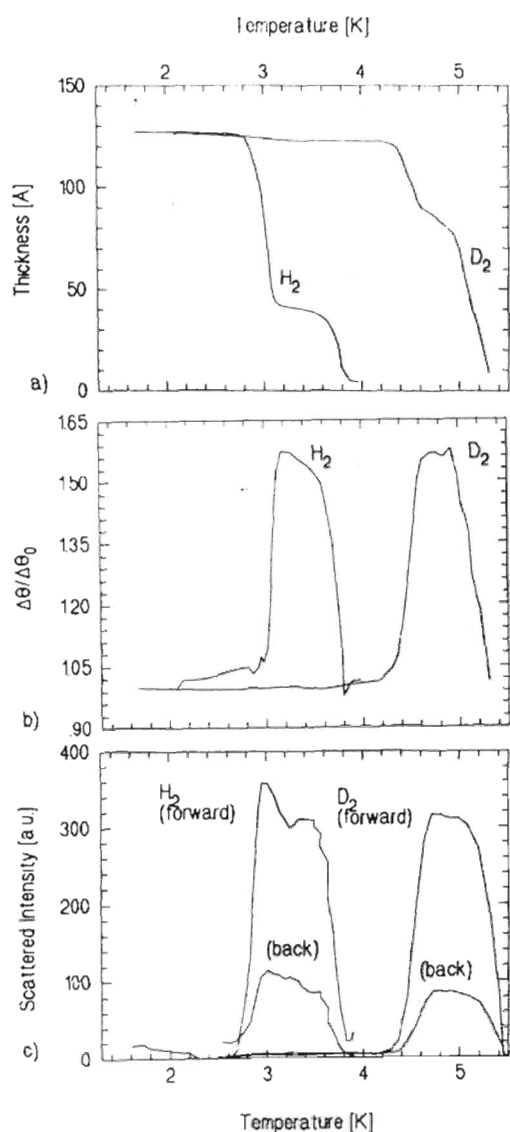 Temperature [K]
2 3 4 5
150
100
50
0
Thickness [Å]
H2
D2
a)
1.65
1.50
1.35
1.20
1.05
.90
Δθ/Δθ0
H2
D2
b)
400
300
200
100
0
Scattered Intensity [a.u.]
H2
(forward)
D2
(forward)
(back)
(back)
c)
2 3 4 5
Temperature [K]